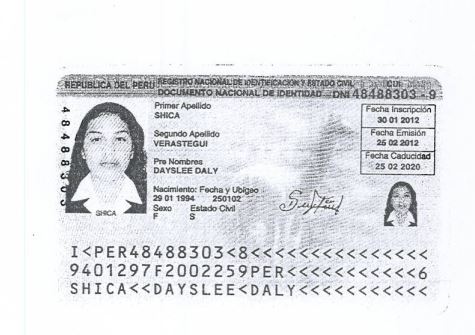 REPUBLICA DEL PERU REGISTRO NACIONAL DE IDENTIFICACION Y ESTADO CIVIL CUI
DOCUMENTO NACIONAL DE IDENTIDAD DNI 48488303 - 9
48488303
Primer Apellido
SHICA
Segundo Apellido
VERASTEGUI
Pre Nombres
DAYSLEE DALY
Nacimiento: Fecha y Ubigeo
29 01 1994 250102
Sexo Estado Civil
F S
Fecha Inscripción
30 01 2012
Fecha Emisión
25 02 2012
Fecha Caducidad
25 02 2020
SHICA
I<PER48488303<8<<<<<<<<<<<<<<<
9401297F2002259PER<<<<<<<<<<<6
SHICA<<DAYSLEE<DALY<<<<<<<<<<<